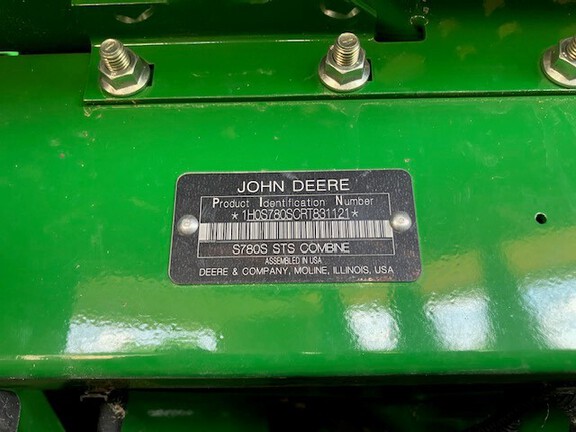 JOHN DEERE
Product Identification Number
*1H0S780SCRT831121*
S780S STS COMBINE
ASSEMBLED IN USA
DEERE & COMPANY, MOLINE, ILLINOIS, USA